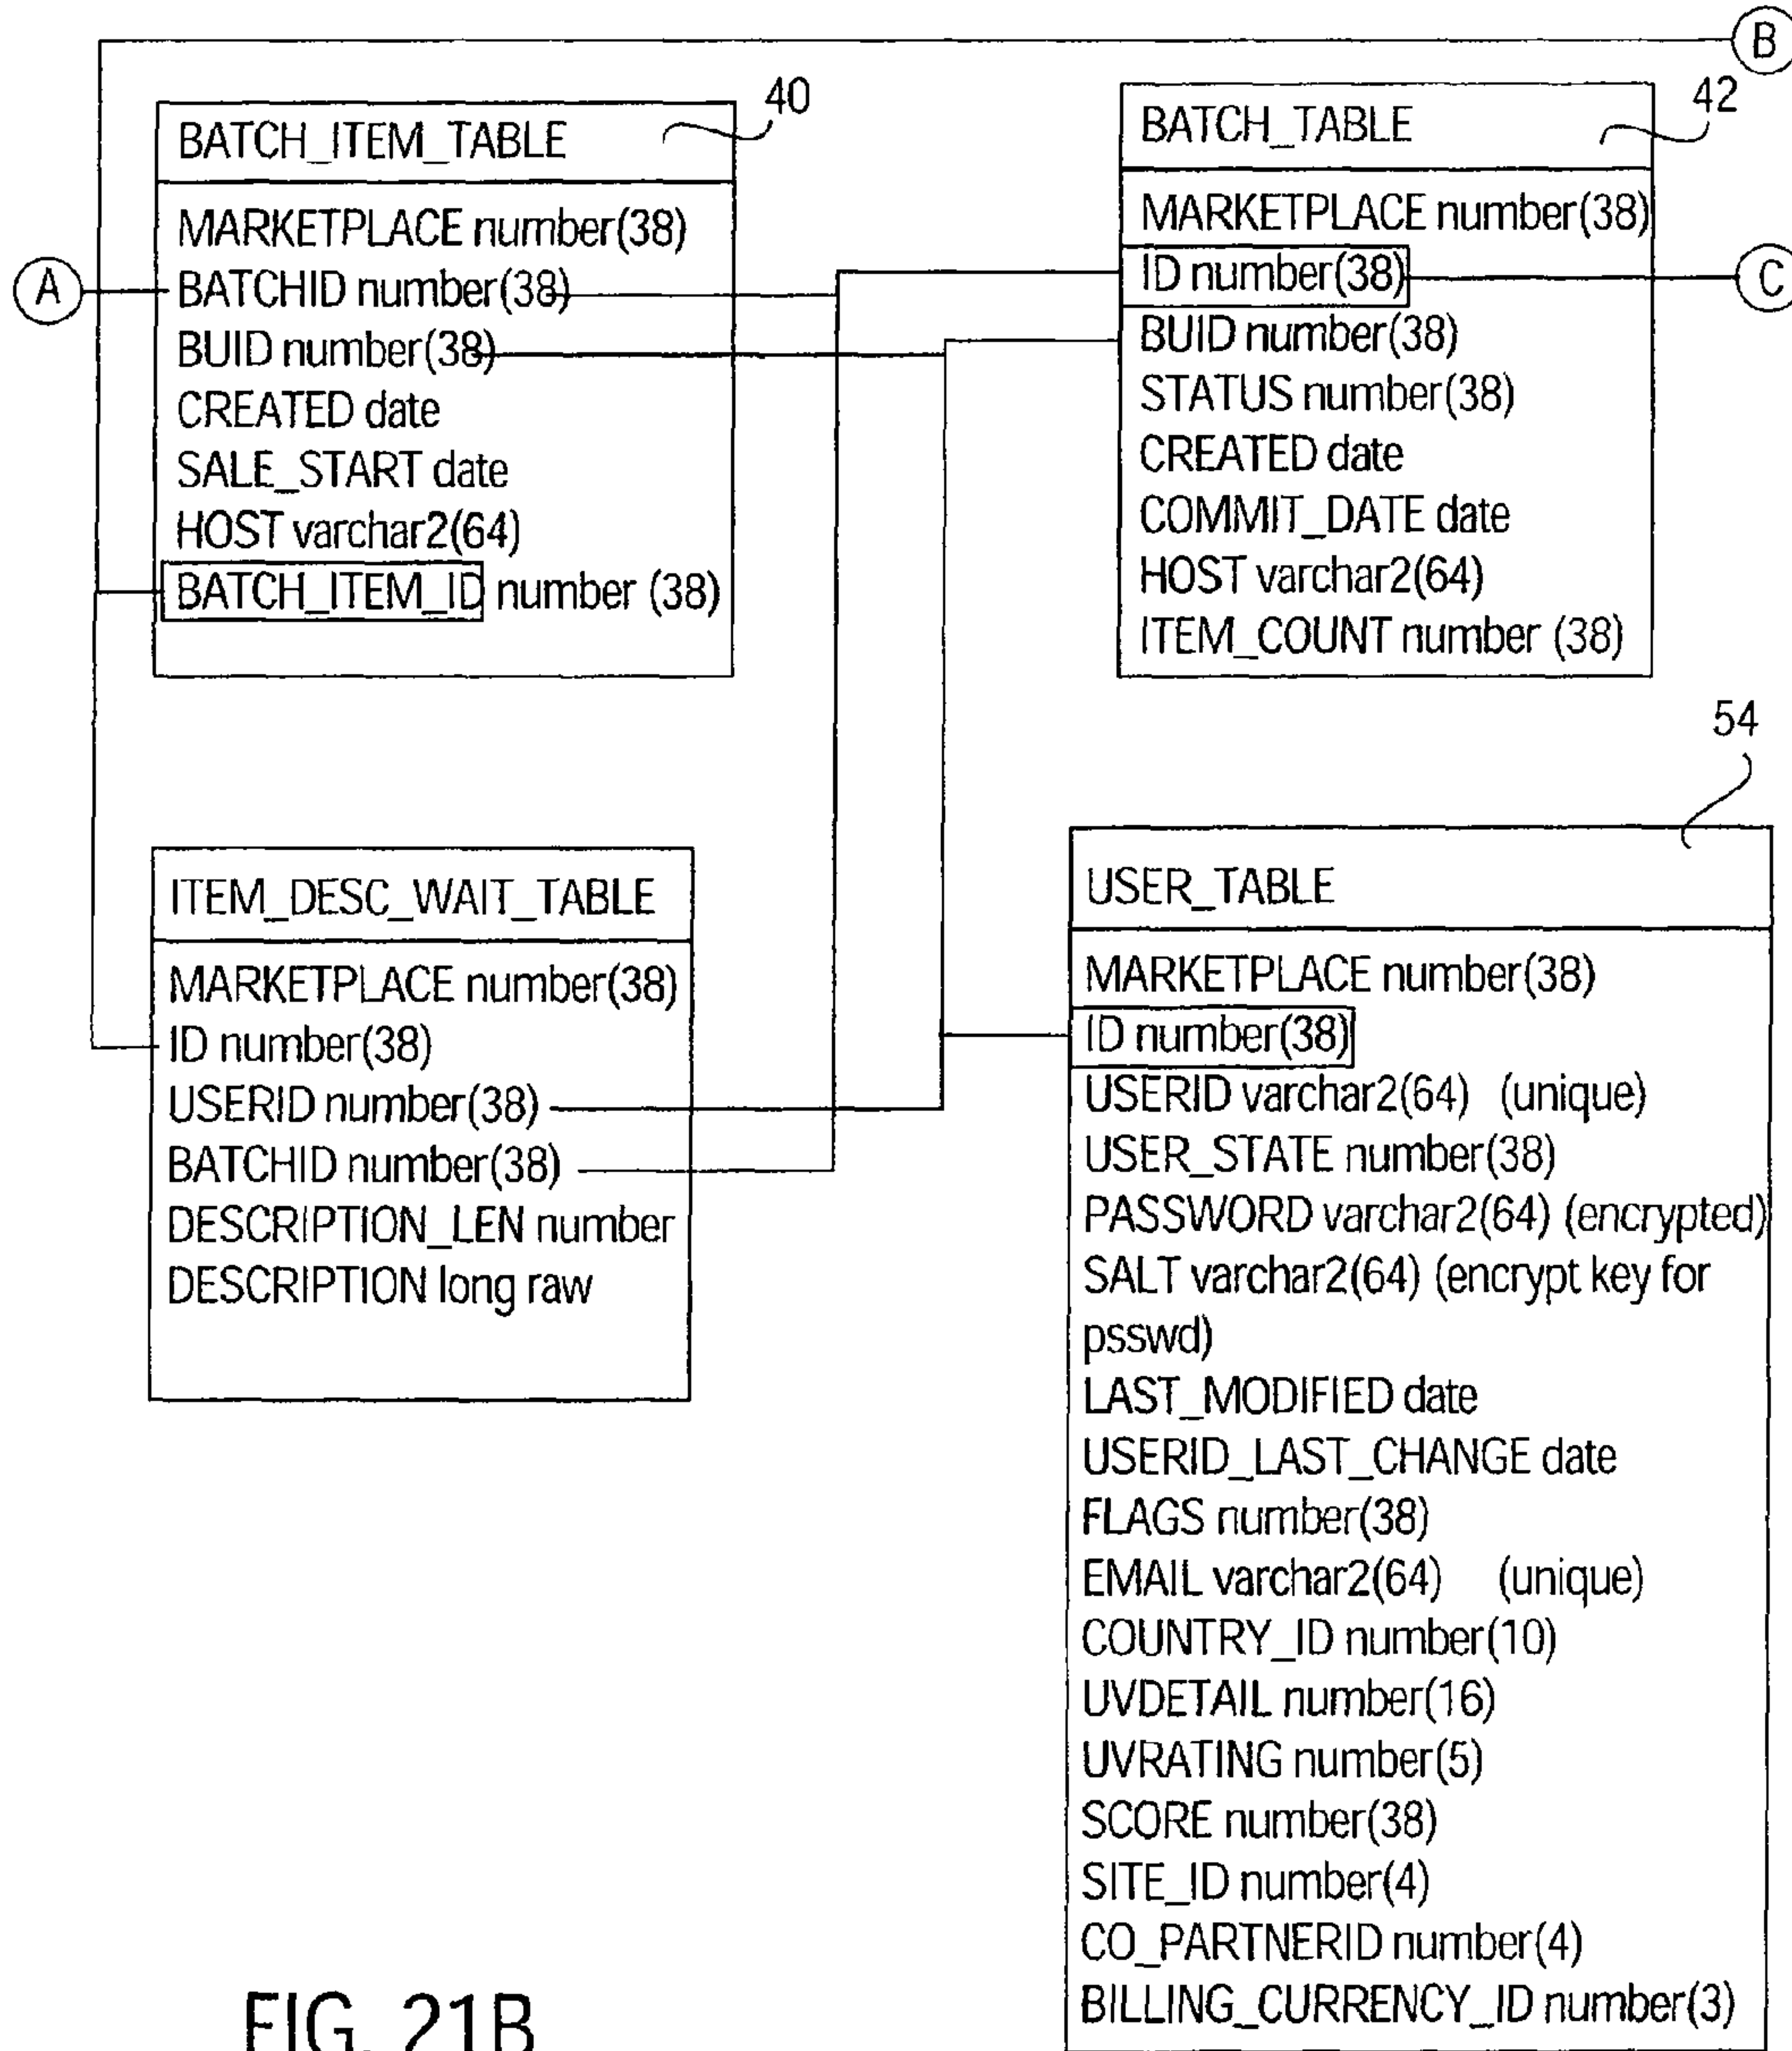 B
BATCH_ITEM_TABLE
40
MARKETPLACE number(38)
A
BATCHID number(38)
BUID number(38)
CREATED date
SALE_START date
HOST varchar2(64)
BATCH_ITEM_ID number (38)
BATCH_TABLE
42
MARKETPLACE number(38)
ID number(38)
C
BUID number(38)
STATUS number(38)
CREATED date
COMMIT_DATE date
HOST varchar2(64)
ITEM_COUNT number (38)
ITEM_DESC_WAIT_TABLE
MARKETPLACE number(38)
ID number(38)
USERID number(38)
BATCHID number(38)
DESCRIPTION_LEN number
DESCRIPTION long raw
54
USER_TABLE
MARKETPLACE number(38)
ID number(38)
USERID varchar2(64) (unique)
USER_STATE number(38)
PASSWORD varchar2(64) (encrypted)
SALT varchar2(64) (encrypt key for
psswd)
LAST_MODIFIED date
USERID_LAST_CHANGE date
FLAGS number(38)
EMAIL varchar2(64) (unique)
COUNTRY_ID number(10)
UVDETAIL number(16)
UVRATING number(5)
SCORE number(38)
SITE_ID number(4)
CO_PARTNERID number(4)
BILLING_CURRENCY_ID number(3)
FIG. 21B